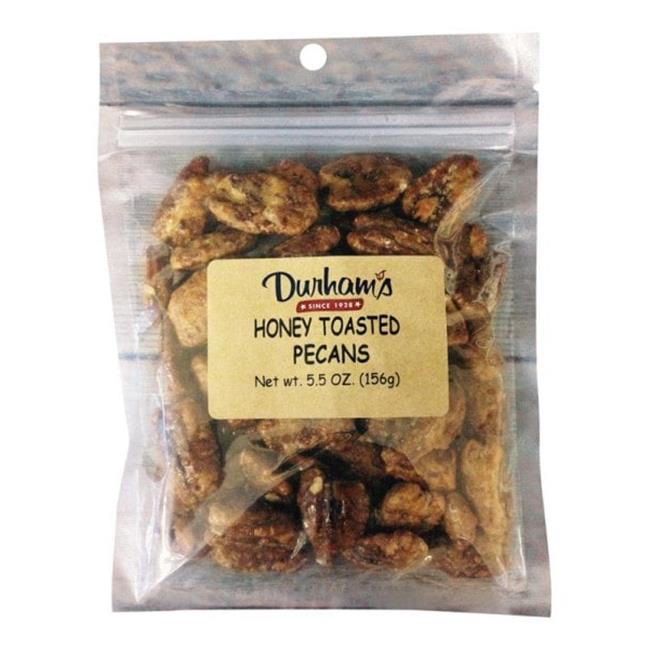 Durham's
SINCE 1928
HONEY TOASTED
PECANS
Net wt. 5.5 OZ. (156g)